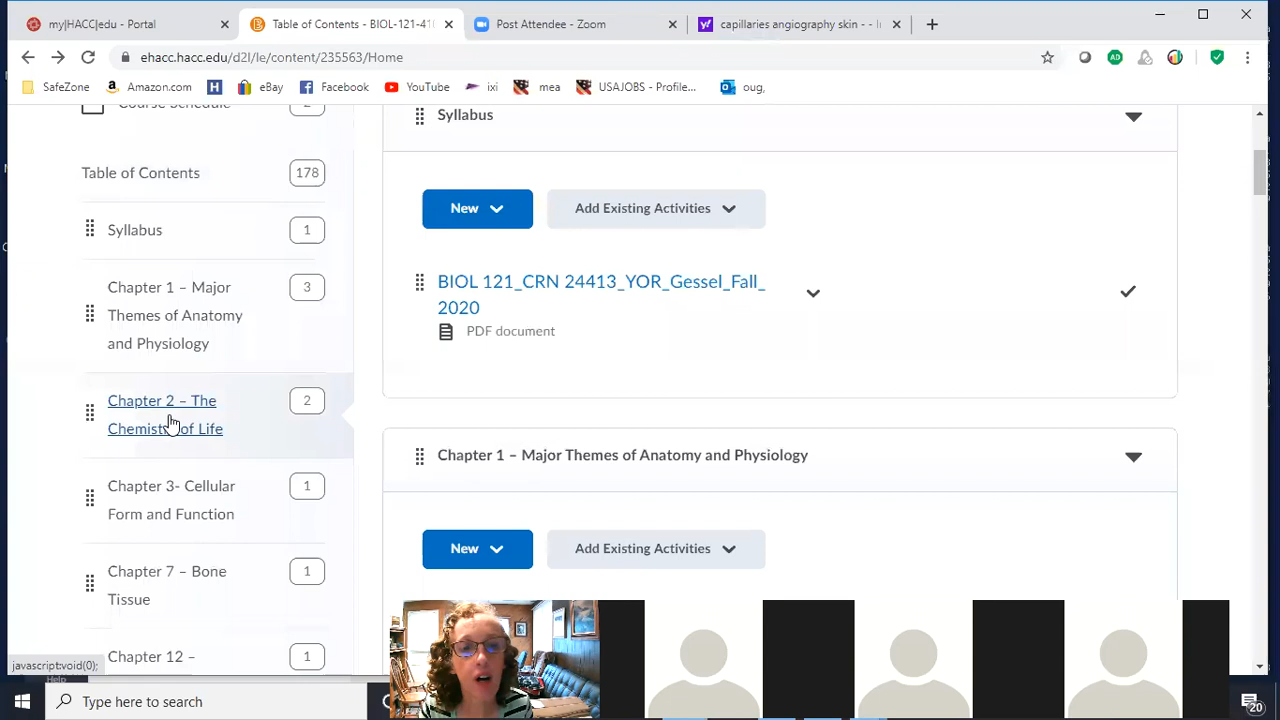 myHACC|edu - Portal
Table of Contents - BIOL-121-41
Post Attendee - Zoom
capillaries angiography skin - - I
ehacc.hacc.edu/d2l/le/content/235563/Home
SafeZone
Amazon.com
eBay
Facebook
YouTube
ixi
mea
USAJOBS - Profile...
oug,
Course Schedule
2
Table of Contents
178
Syllabus
1
Chapter 1 – Major
Themes of Anatomy
and Physiology
3
Chapter 2 – The
Chemistry of Life
2
Chapter 3- Cellular
Form and Function
1
Chapter 7 – Bone
Tissue
1
Chapter 12 –
1
Syllabus
New
Add Existing Activities
BIOL 121_CRN 24413_YOR_Gessel_Fall_
2020
PDF document
Chapter 1 – Major Themes of Anatomy and Physiology
New
Add Existing Activities
javascript:void(0);
Help
Type here to search
20